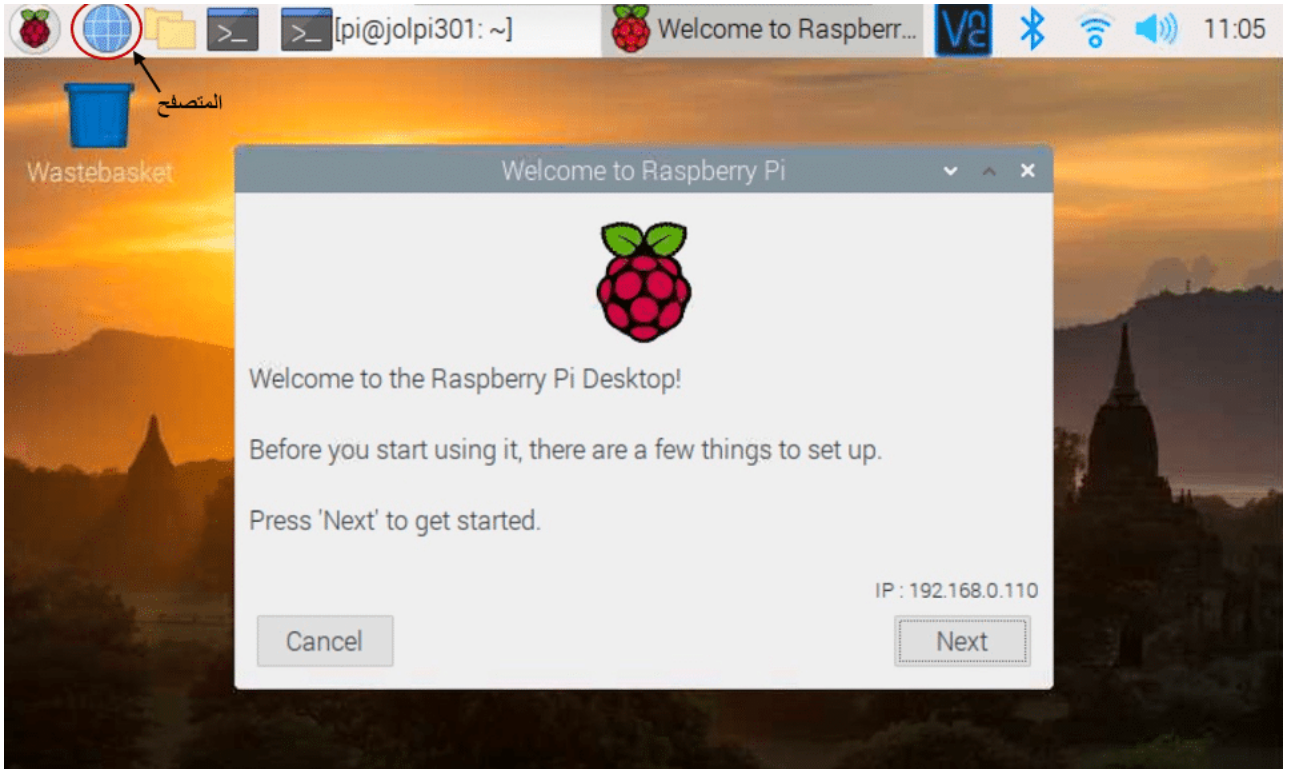 [pi@jolpi301: ~]
Welcome to Raspberr...
VNC
11:05
المتصفح
Wastebasket
Welcome to Raspberry Pi
Welcome to the Raspberry Pi Desktop!
Before you start using it, there are a few things to set up.
Press 'Next' to get started.
IP : 192.168.0.110
Cancel
Next